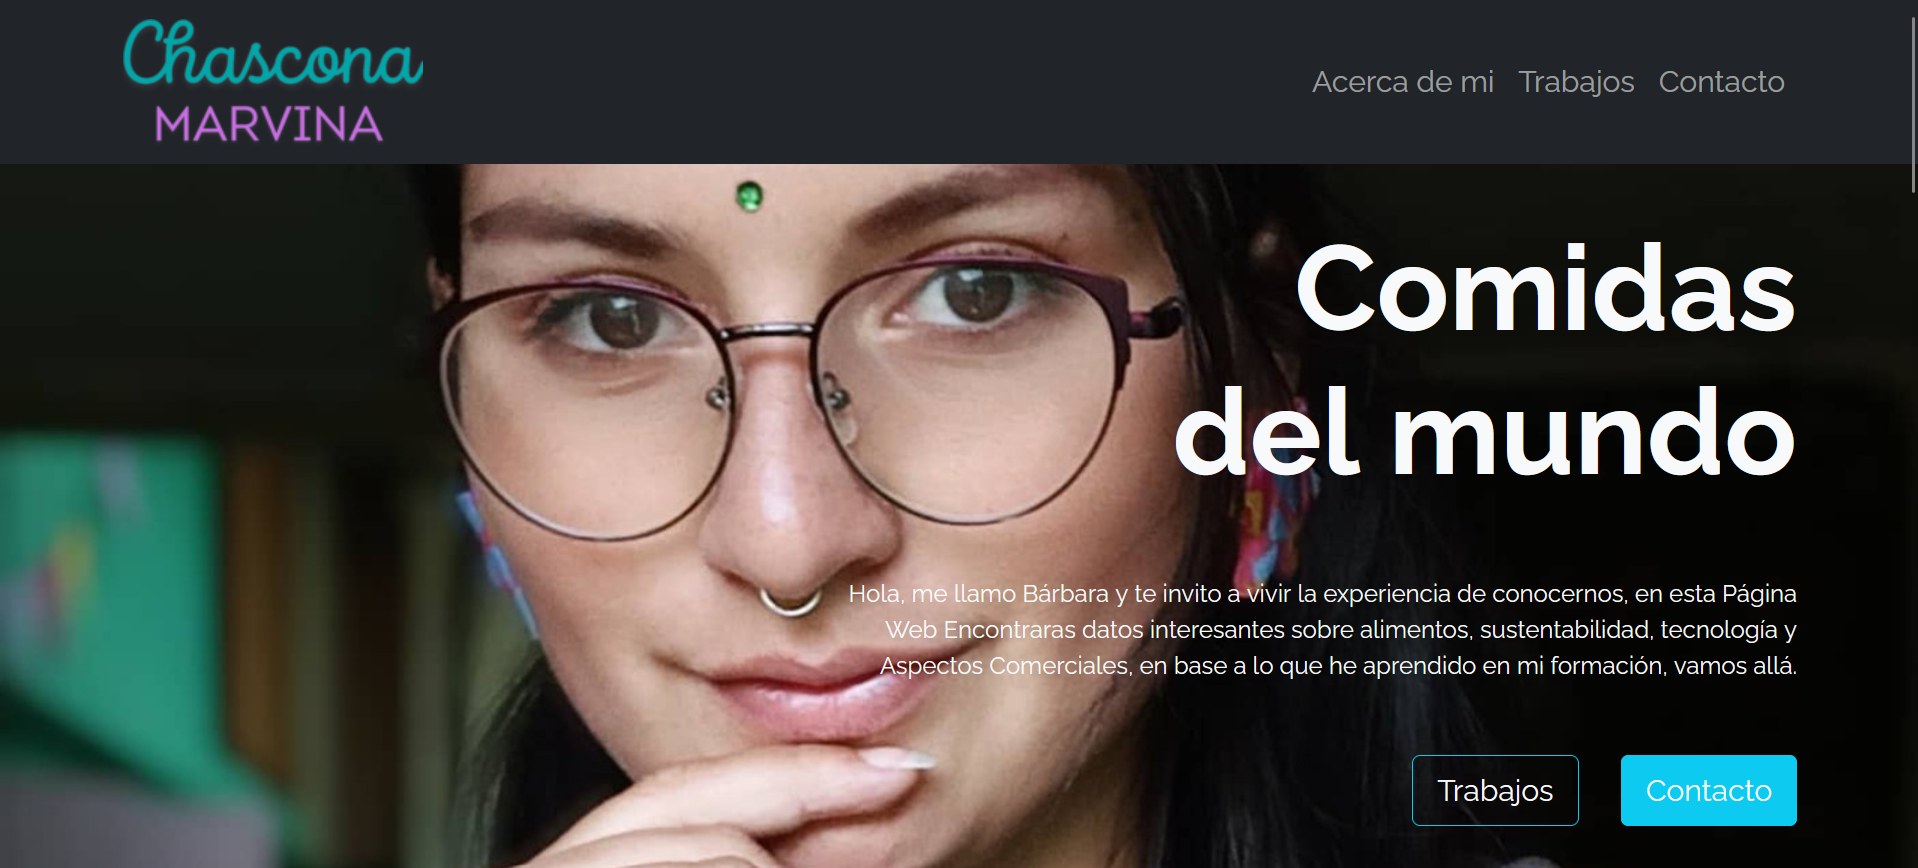 Chascona
MARVINA
Acerca de mi Trabajos Contacto
Comidas
del mundo
Hola, me llamo Bárbara y te invito a vivir la experiencia de conocernos, en esta Página
Web Encontraras datos interesantes sobre alimentos, sustentabilidad, tecnología y
Aspectos Comerciales, en base a lo que he aprendido en mi formación, vamos allá.
Trabajos Contacto